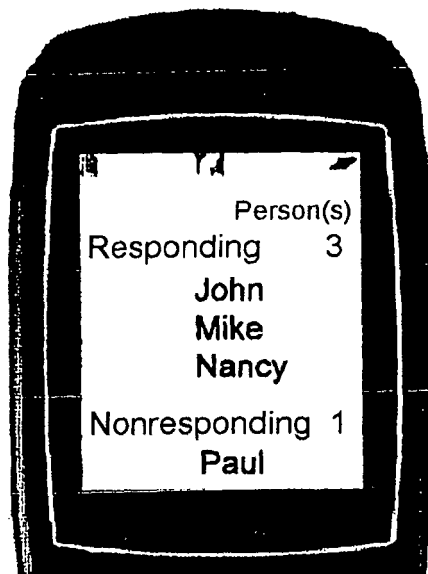 Person(s)
Responding 3
John
Mike
Nancy
Nonresponding 1
Paul